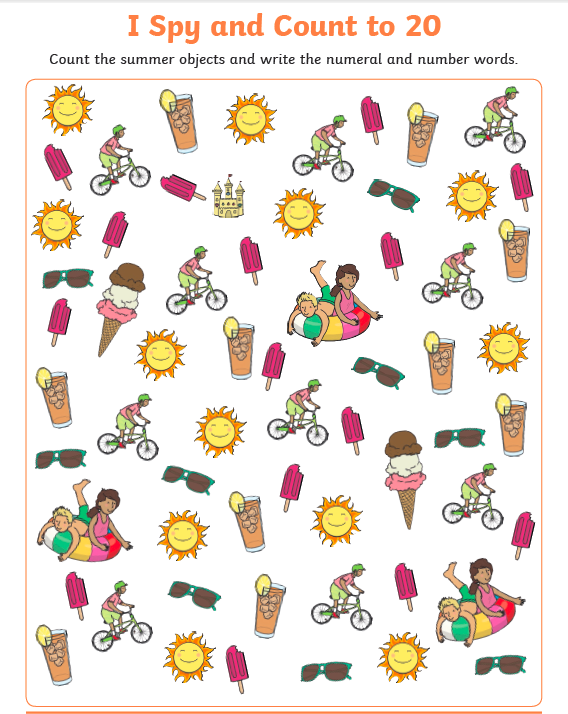 I Spy and Count to 20
Count the summer objects and write the numeral and number words.